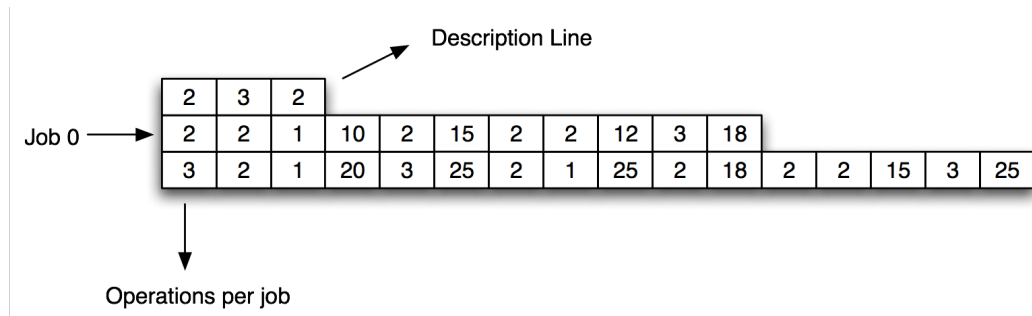 Description Line
2 3 2
Job 0
2 2 1 10 2 15 2 2 12 3 18
3 2 1 20 3 25 2 1 25 2 18 2 2 15 3 25
Operations per job